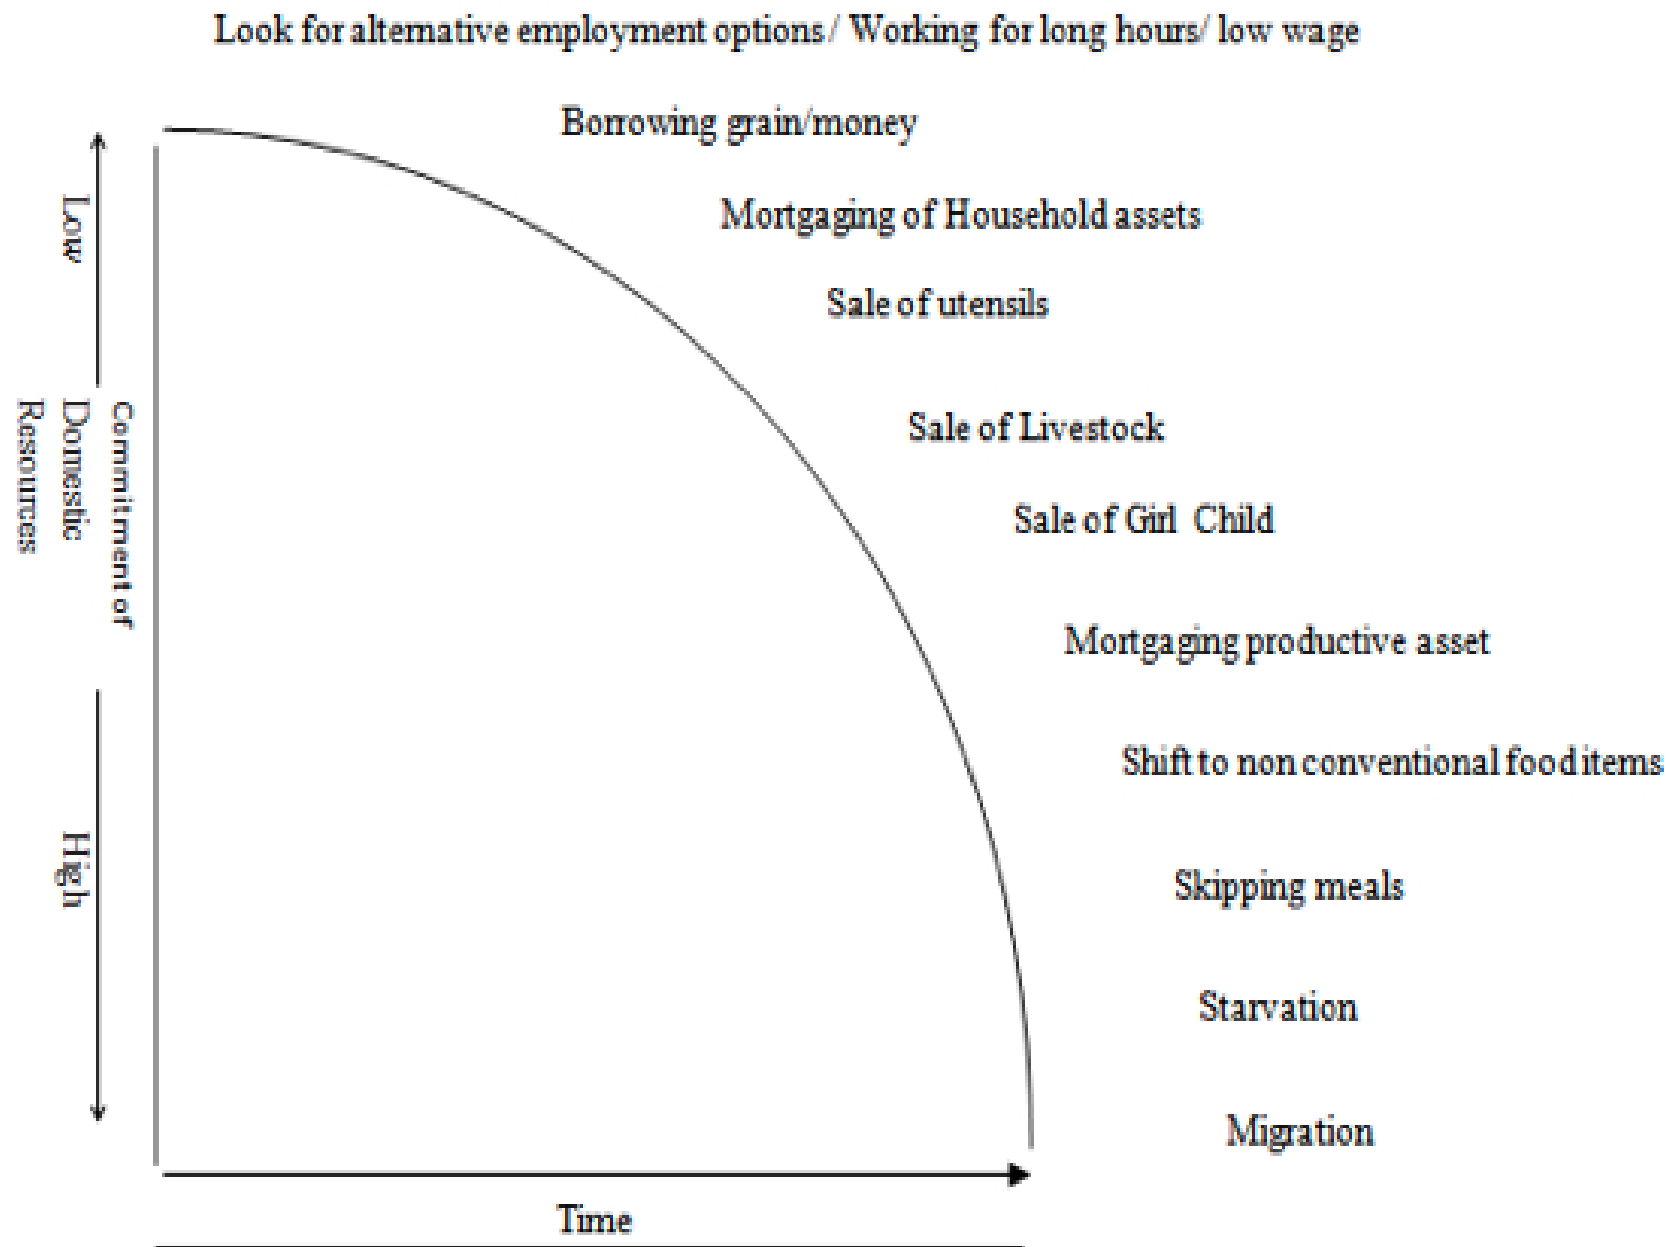 Look for alternative employment options/ Working for long hours/ low wage
Borrowing grain/money
Mortgaging of Household assets
Sale of utensils
Sale of Livestock
Sale of Girl Child
Mortgaging productive asset
Shift to non conventional food items
Skipping meals
Starvation
Migration
Low
Commitment of
Domestic
Resources
High
Time